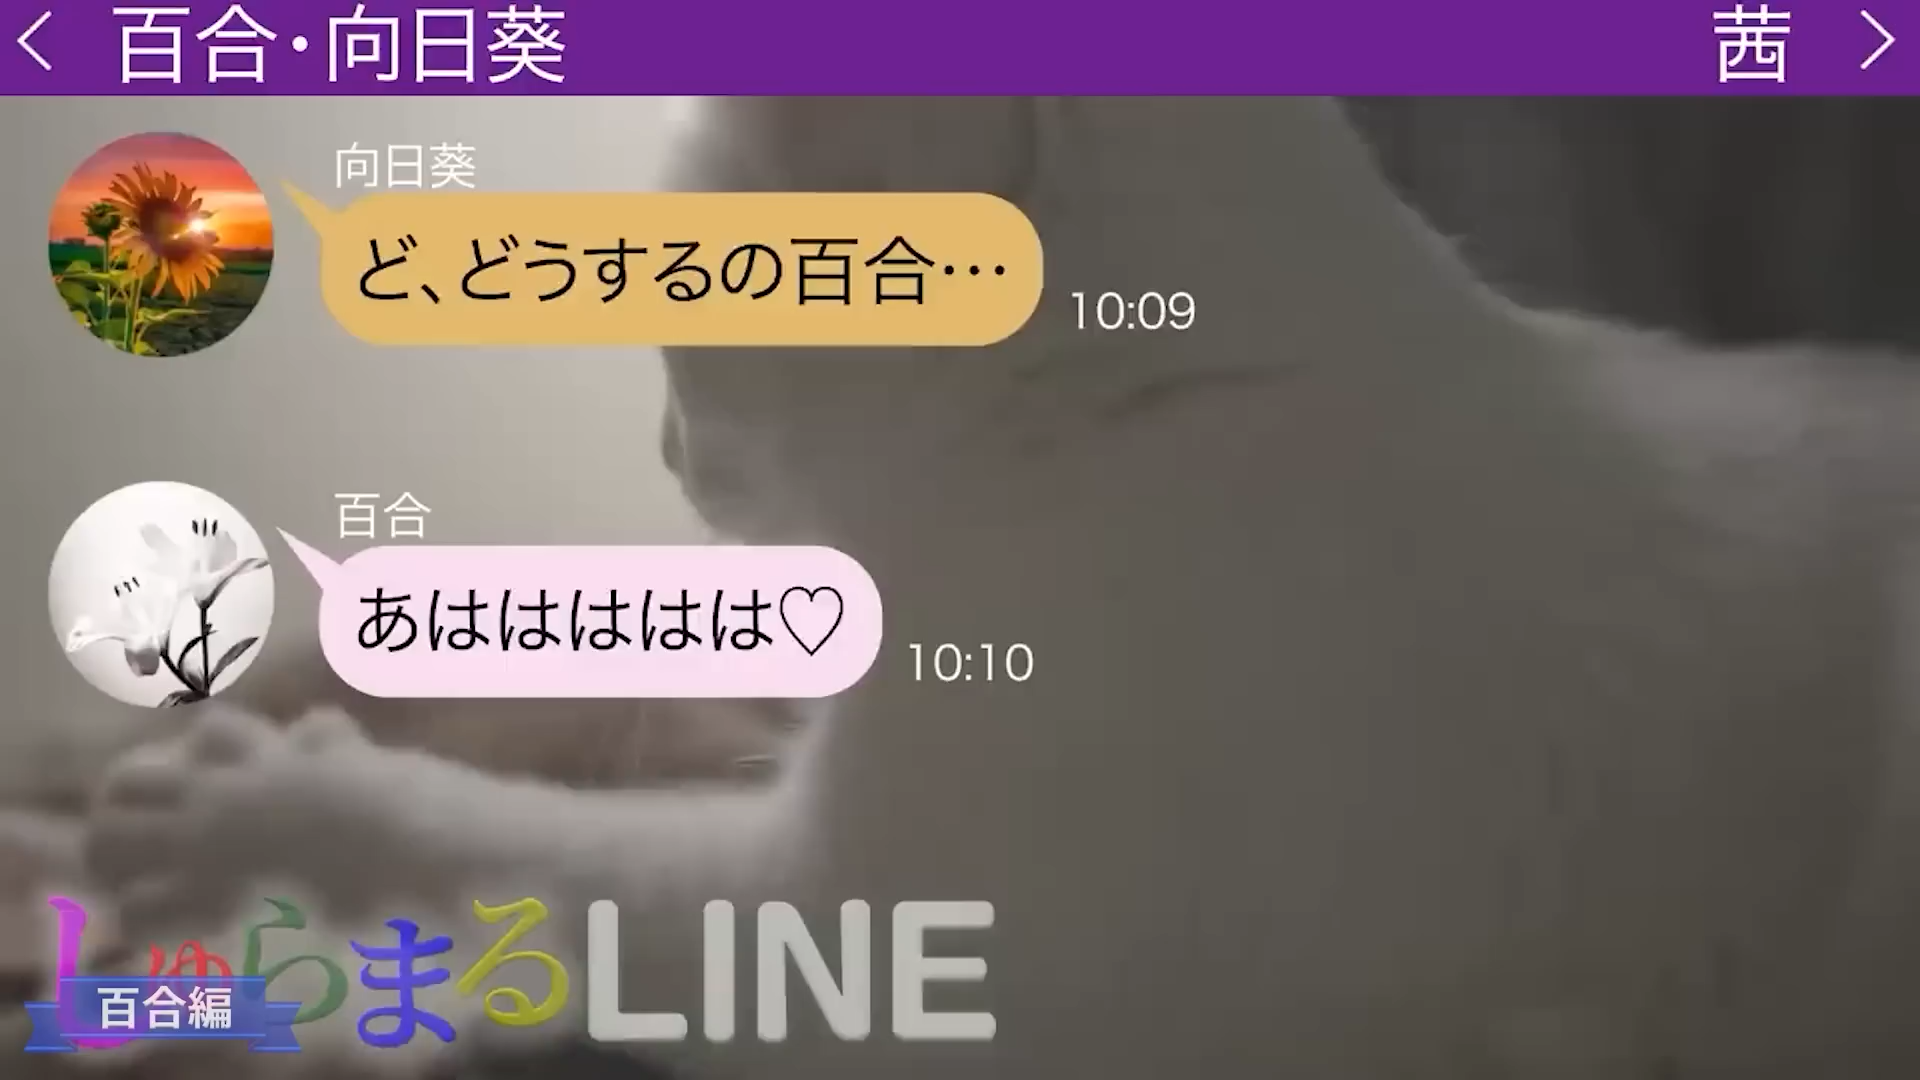 百合・向日葵
茜
向日葵
ど、どうするの百合…
10:09
百合
あははははは♡
10:10
しゅらまるLINE
百合編